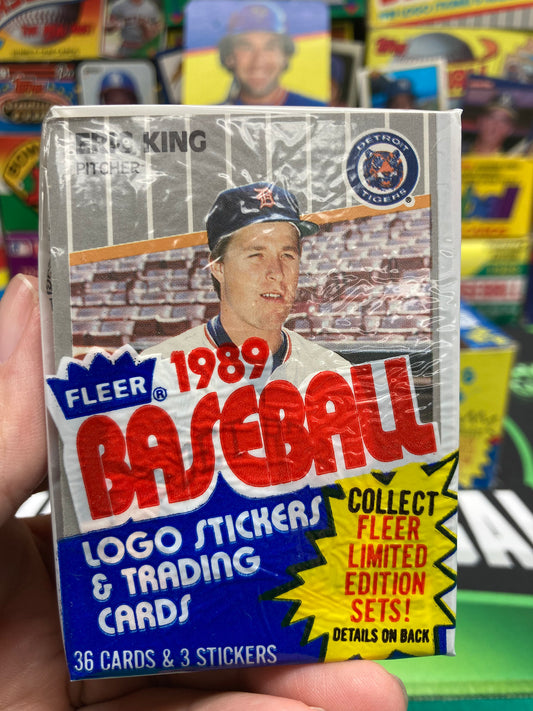 ERIC KING
PITCHER
DETROIT
TIGERS
FLEER®
1989
BASEBALL
LOGO STICKERS
& TRADING
CARDS
36 CARDS & 3 STICKERS
COLLECT
FLEER
LIMITED
EDITION
SETS!
DETAILS ON BACK